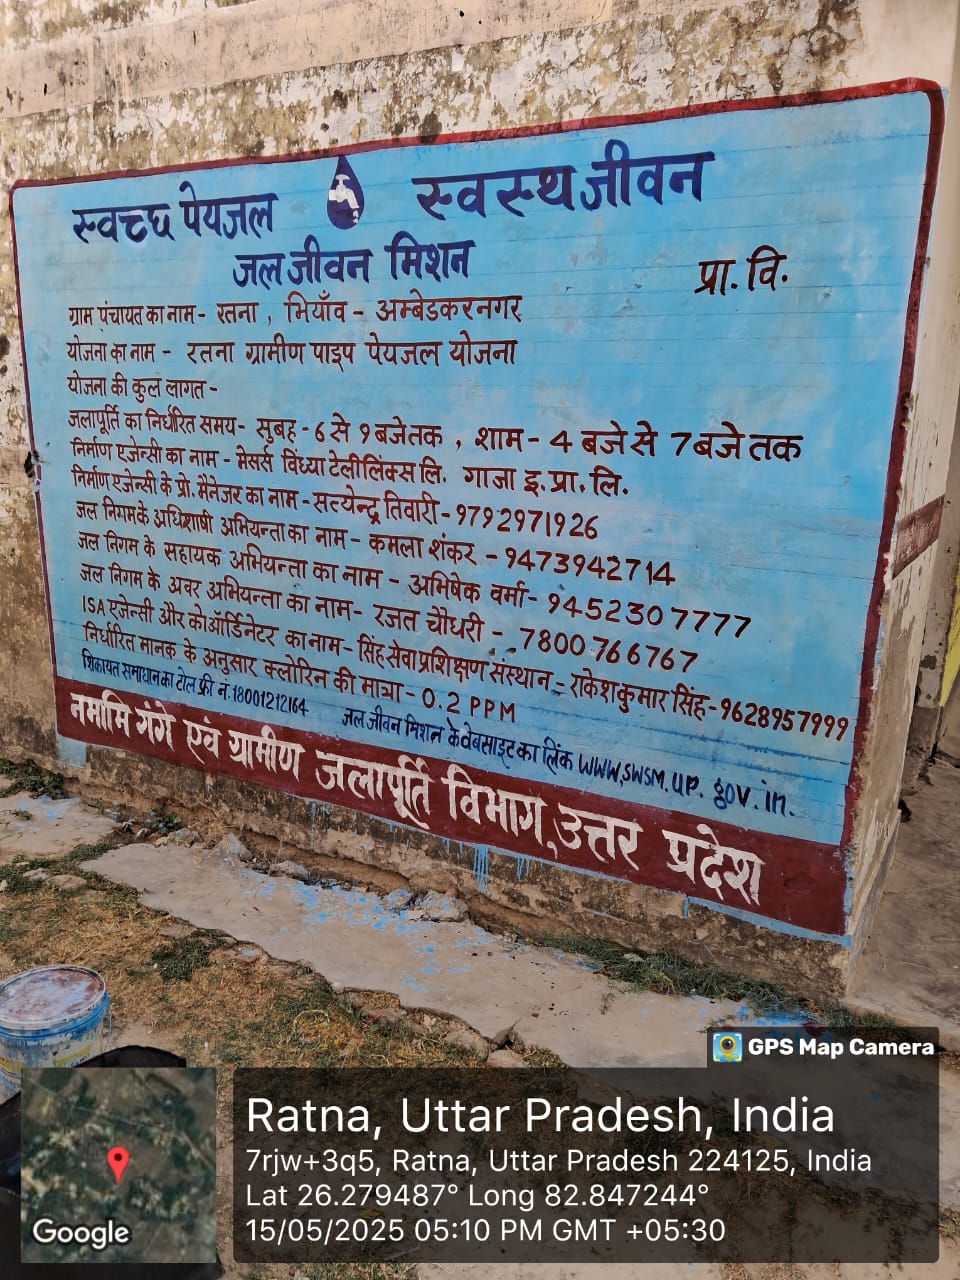 स्वच्छ पेयजल स्वस्थ जीवन
जल जीवन मिशन
प्रा. वि.
ग्राम पंचायत का नाम - रतना , भियाँव - अम्बेडकरनगर
योजना का नाम - रतना ग्रामीण पाइप पेयजल योजना
योजना की कुल लागत -
जलापूर्ति का निर्धारित समय - सुबह - 6 से 9 बजे तक , शाम - 4 बजे से 7 बजे तक
निर्माण एजेन्सी का नाम - मेसर्स विंध्या टेलीलिंक्स लि. गाजा इ. प्रा. लि.
निर्माण एजेन्सी के प्रो. मैनेजर का नाम - सत्येन्द्र तिवारी - 9792971926
जल निगम के अधिशाषी अभियन्ता का नाम - कमला शंकर - 9473942714
जल निगम के सहायक अभियन्ता का नाम - अभिषेक वर्मा - 9452307777
जल निगम के अवर अभियन्ता का नाम - रजत चौधरी - 7800766767
ISA एजेन्सी और कोऑर्डिनेटर का नाम - सिंह सेवा प्रशिक्षण संस्थान - राकेश कुमार सिंह - 9628957999
निर्धारित मानक के अनुसार क्लोरिन की मात्रा - 0.2 PPM
शिकायत समाधान का टोल फ्री नं. 18001212164 जल जीवन मिशन के वेबसाइट का लिंक WWW.SWSM.UP.gov.in.
नमामि गंगे एवं ग्रामीण जलापूर्ति विभाग, उत्तर प्रदेश
GPS Map Camera
Ratna, Uttar Pradesh, India
7rjw+3q5, Ratna, Uttar Pradesh 224125, India
Lat 26.279487° Long 82.847244°
15/05/2025 05:10 PM GMT +05:30
Google